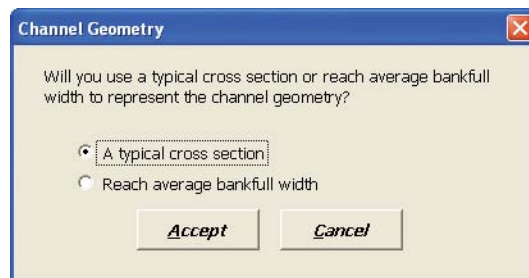 Channel Geometry
Will you use a typical cross section or reach average bankfull
width to represent the channel geometry?
A typical cross section
Reach average bankfull width
Accept
Cancel